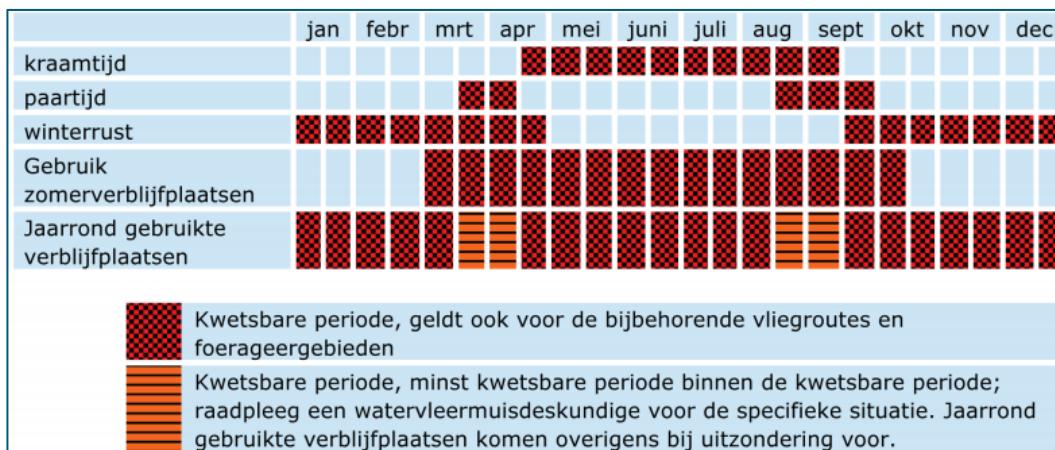 jan febr mrt apr mei juni juli aug sept okt nov dec
kraamtijd
paartijd
winterrust
Gebruik
zomerverblijfplaatsen
Jaarrond gebruikte
verblijfplaatsen
Kwetsbare periode, geldt ook voor de bijbehorende vliegroutes en
foerageergebieden
Kwetsbare periode, minst kwetsbare periode binnen de kwetsbare periode;
raadpleeg een watervleermuisdeskundige voor de specifieke situatie. Jaarrond
gebruikte verblijfplaatsen komen overigens bij uitzondering voor.